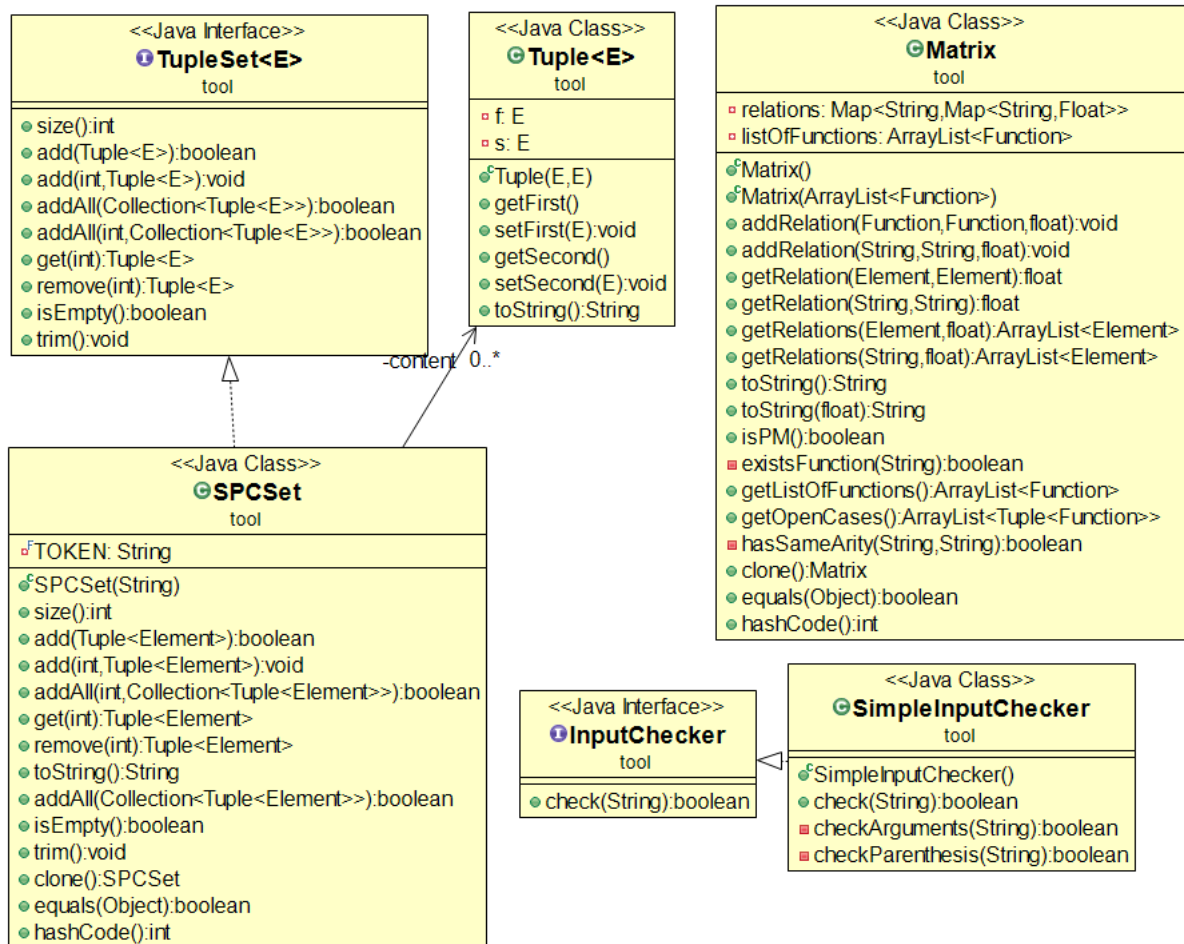 <<Java Interface>>
TupleSet<E>
tool
size():int
add(Tuple<E>):boolean
add(int,Tuple<E>):void
addAll(Collection<Tuple<E>>):boolean
addAll(int,Collection<Tuple<E>>):boolean
get(int):Tuple<E>
remove(int):Tuple<E>
isEmpty():boolean
trim():void
<<Java Class>>
Tuple<E>
tool
f: E
s: E
Tuple(E,E)
getFirst()
setFirst(E):void
getSecond()
setSecond(E):void
toString():String
-content 0..*
<<Java Class>>
Matrix
tool
relations: Map<String,Map<String,Float>>
listOfFunctions: ArrayList<Function>
Matrix()
Matrix(ArrayList<Function>)
addRelation(Function,Function,float):void
addRelation(String,String,float):void
getRelation(Element,Element):float
getRelation(String,String):float
getRelations(Element,float):ArrayList<Element>
getRelations(String,float):ArrayList<Element>
toString():String
toString(float):String
isPM():boolean
existsFunction(String):boolean
getListOfFunctions():ArrayList<Function>
getOpenCases():ArrayList<Tuple<Function>>
hasSameArity(String,String):boolean
clone():Matrix
equals(Object):boolean
hashCode():int
<<Java Class>>
SPCSet
tool
TOKEN: String
SPCSet(String)
size():int
add(Tuple<Element>):boolean
add(int,Tuple<Element>):void
addAll(int,Collection<Tuple<Element>>):boolean
get(int):Tuple<Element>
remove(int):Tuple<Element>
toString():String
addAll(Collection<Tuple<Element>>):boolean
isEmpty():boolean
trim():void
clone():SPCSet
equals(Object):boolean
hashCode():int
<<Java Interface>>
InputChecker
tool
check(String):boolean
<<Java Class>>
SimpleInputChecker
tool
SimpleInputChecker()
check(String):boolean
checkArguments(String):boolean
checkParenthesis(String):boolean